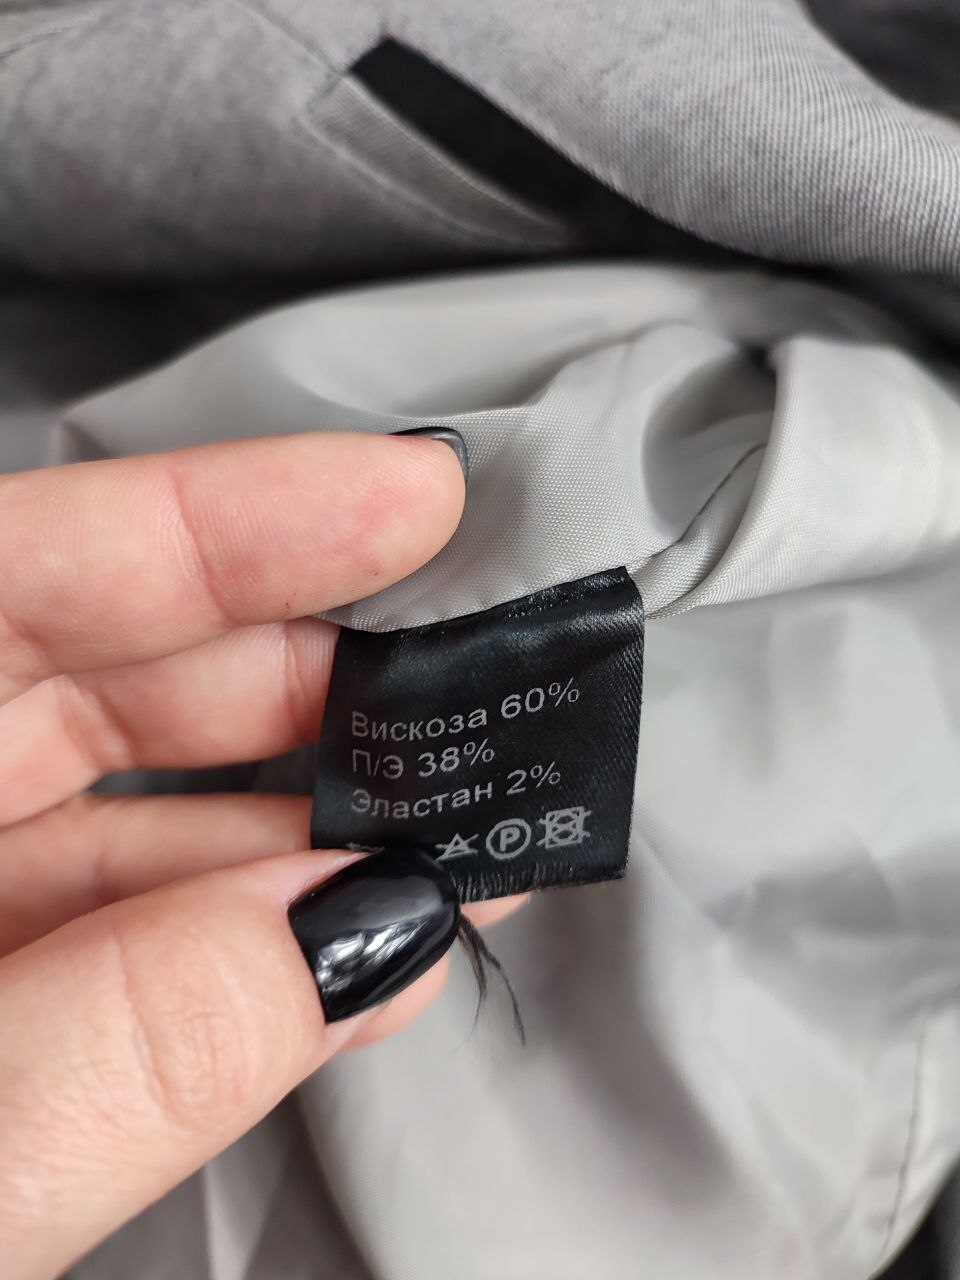 Вискоза 60%
П/Э 38%
Эластан 2%
P